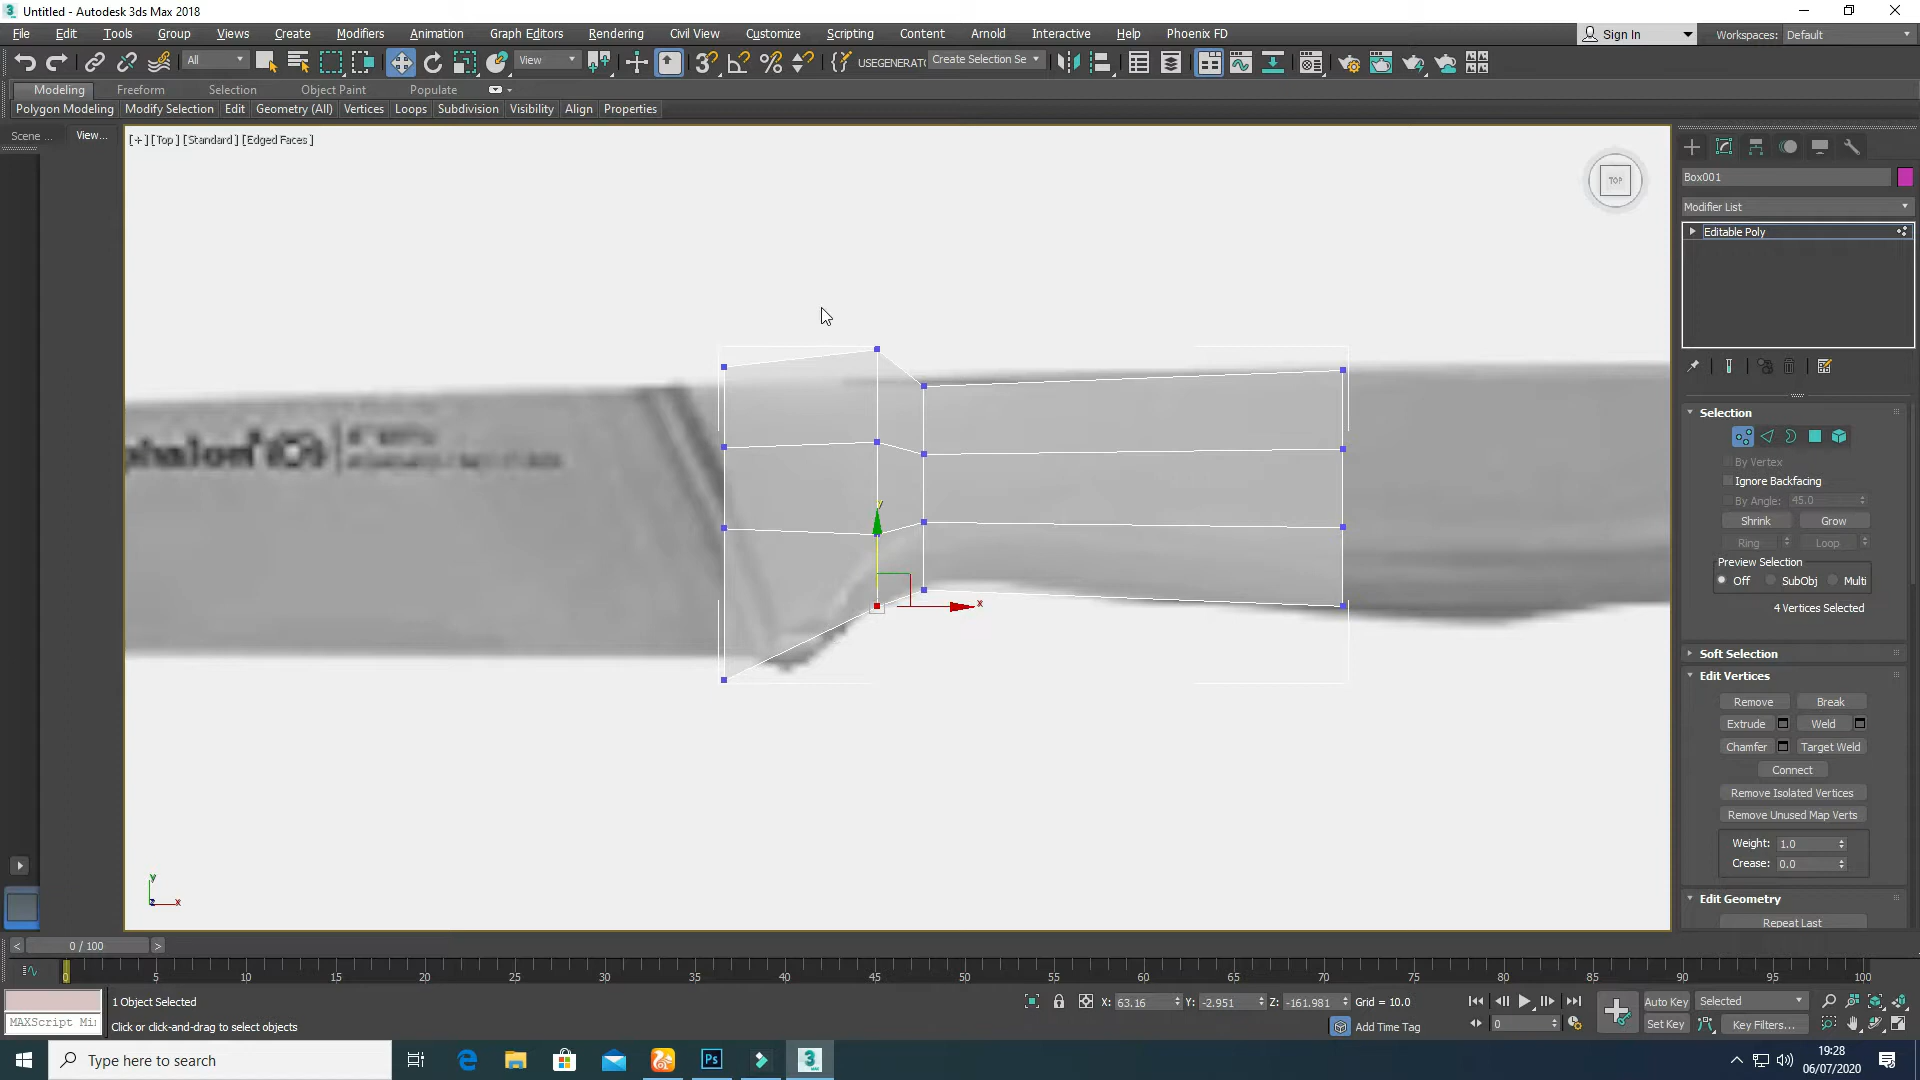 Untitled - Autodesk 3ds Max 2018
File Edit Tools Group Views Create Modifiers Animation Graph Editors Rendering Civil View Customize Scripting Content Arnold Interactive Help Phoenix FD
Sign In Workspaces: Default
All View USEGENERATO Create Selection Se
Modeling Freeform Selection Object Paint Populate
Polygon Modeling Modify Selection Edit Geometry (All) Vertices Loops Subdivision Visibility Align Properties
Scene ... View...
[+] [Top] [Standard] [Edged Faces]
TOP
Box001
Modifier List
Editable Poly
phalon
Selection
By Vertex
Ignore Backfacing
By Angle: 45.0
Shrink Grow
Ring Loop
Preview Selection
Off SubObj Multi
4 Vertices Selected
Soft Selection
Edit Vertices
Remove Break
Extrude Weld
Chamfer Target Weld
Connect
Remove Isolated Vertices
Remove Unused Map Verts
Weight: 1.0
Crease: 0.0
Edit Geometry
Repeat Last
y
x
y
z x
< 0 / 100 >
0 5 10 15 20 25 30 35 40 45 50 55 60 65 70 75 80 85 90 95 100
1 Object Selected
X: 63.16 Y: -2.951 Z: -161.981 Grid = 10.0
Auto Key Selected
MAXScript Mi
Click or click-and-drag to select objects
Add Time Tag
0
Set Key Key Filters...
Type here to search
Ps
3
MAX
19:28
06/07/2020